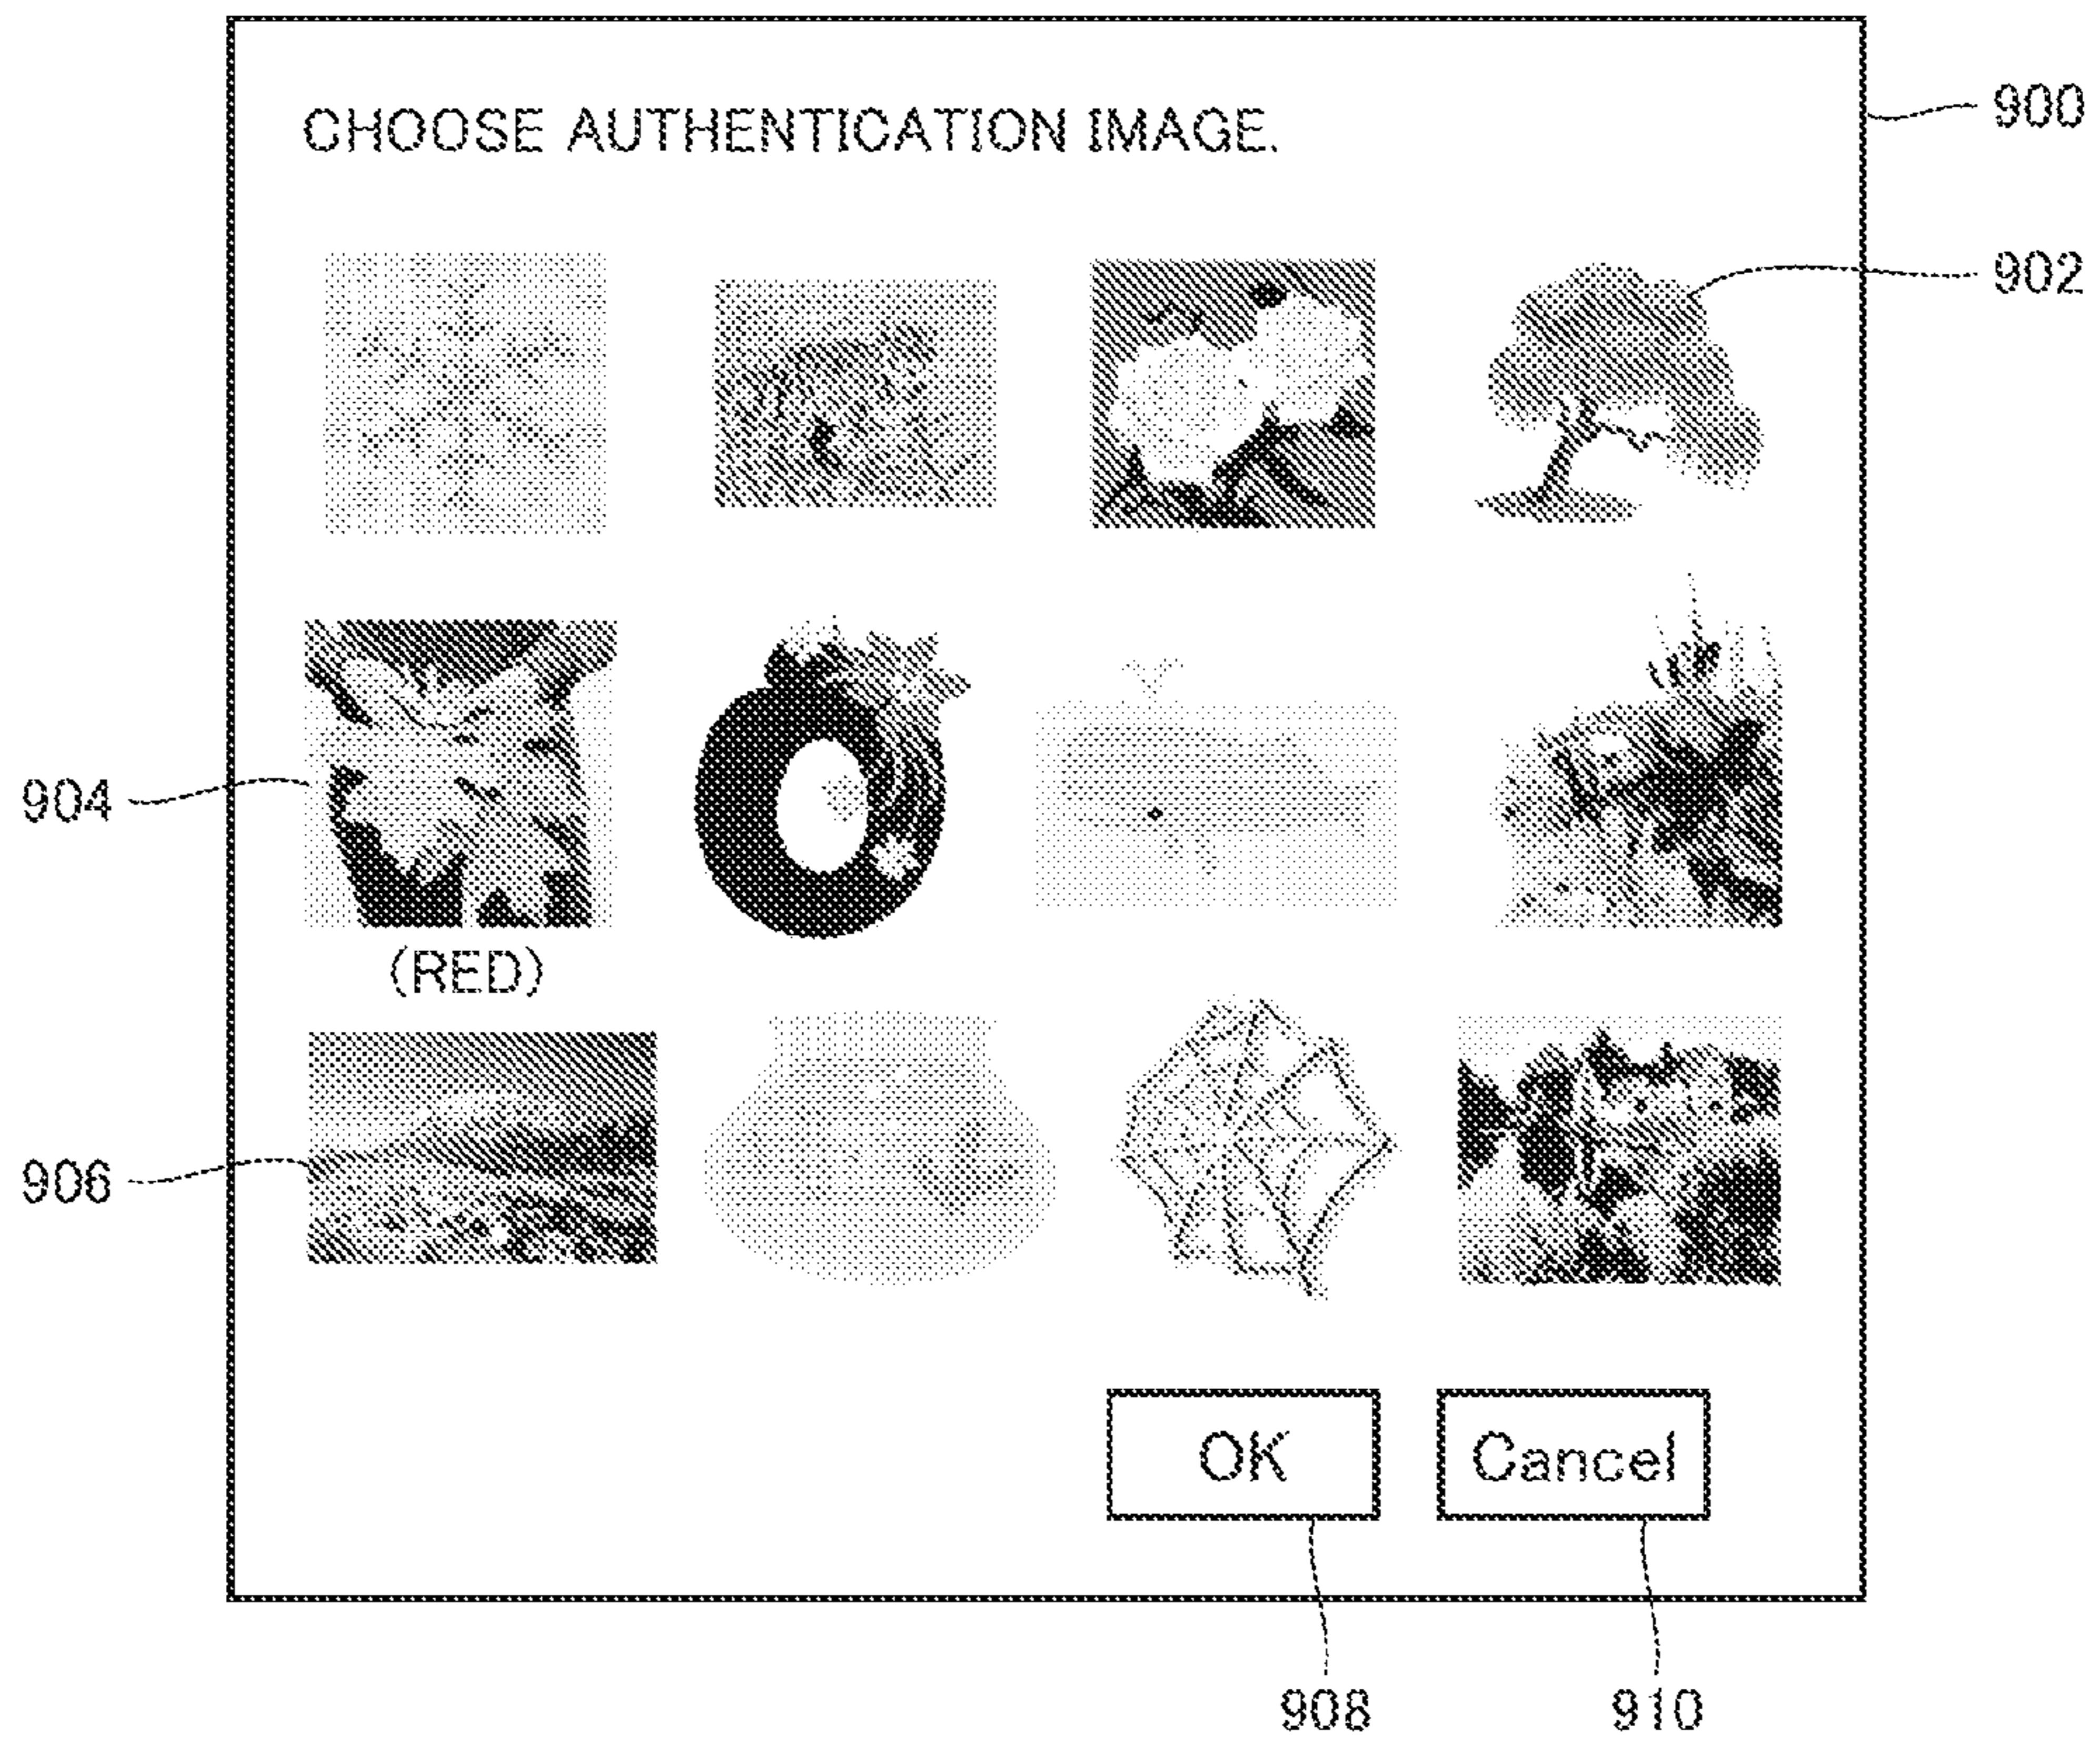 CHOOSE AUTHENTICATION IMAGE.
900
902
904
(RED)
906
OK
Cancel
908
910